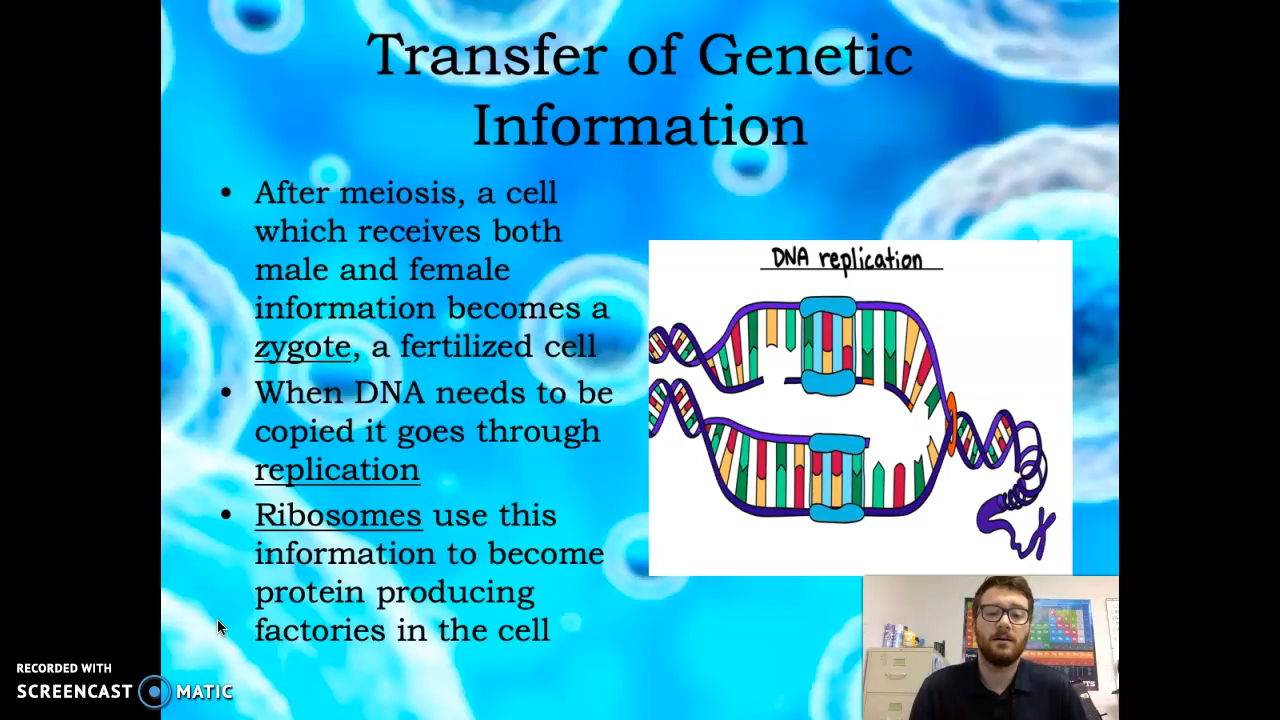 Transfer of Genetic
Information
• After meiosis, a cell
which receives both
male and female
information becomes a
zygote, a fertilized cell
• When DNA needs to be
copied it goes through
replication
• Ribosomes use this
information to become
protein producing
factories in the cell
DNA replication
RECORDED WITH
SCREENCAST MATIC